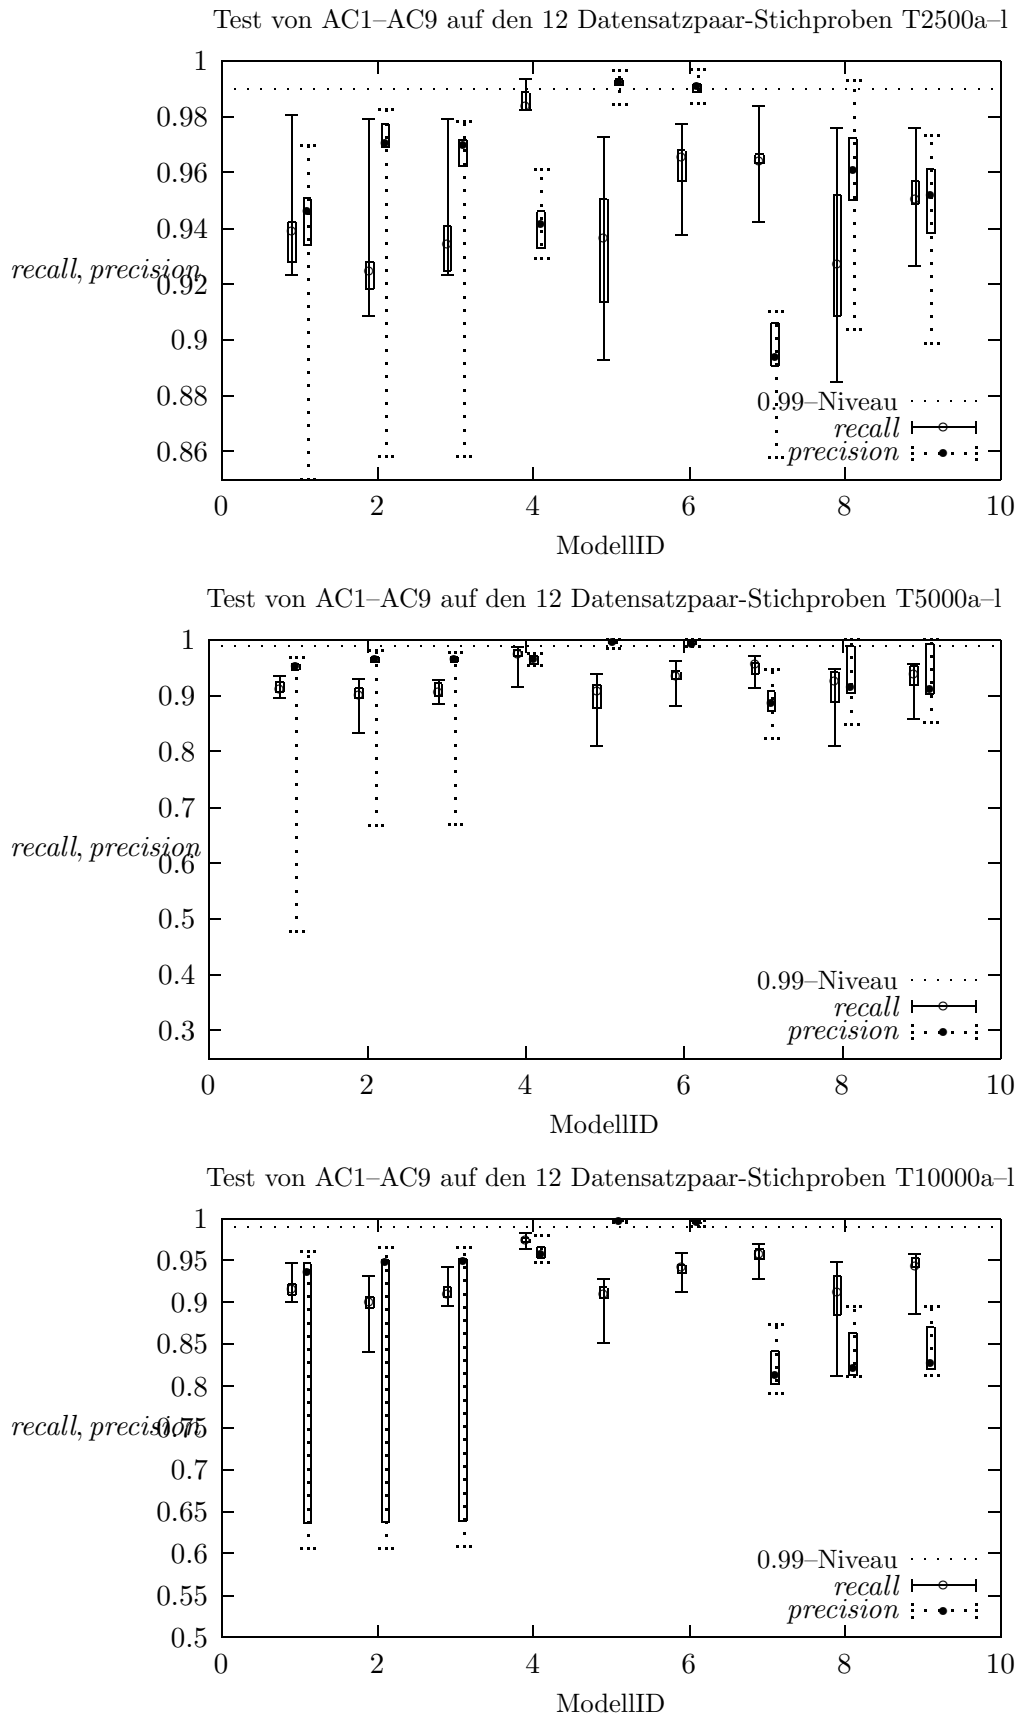 Test von AC1–AC9 auf den 12 Datensatzpaar-Stichproben T2500a–l
1
0.98
0.96
0.94
recall, precision
0.92
0.9
0.88
0.86
0.99–Niveau
recall
precision
0 2 4 6 8 10
ModellID
Test von AC1–AC9 auf den 12 Datensatzpaar-Stichproben T5000a–l
1
0.9
0.8
0.7
recall, precision
0.6
0.5
0.4
0.3
0.99–Niveau
recall
precision
0 2 4 6 8 10
ModellID
Test von AC1–AC9 auf den 12 Datensatzpaar-Stichproben T10000a–l
1
0.95
0.9
0.85
0.8
recall, precision
0.75
0.7
0.65
0.6
0.55
0.5
0.99–Niveau
recall
precision
0 2 4 6 8 10
ModellID